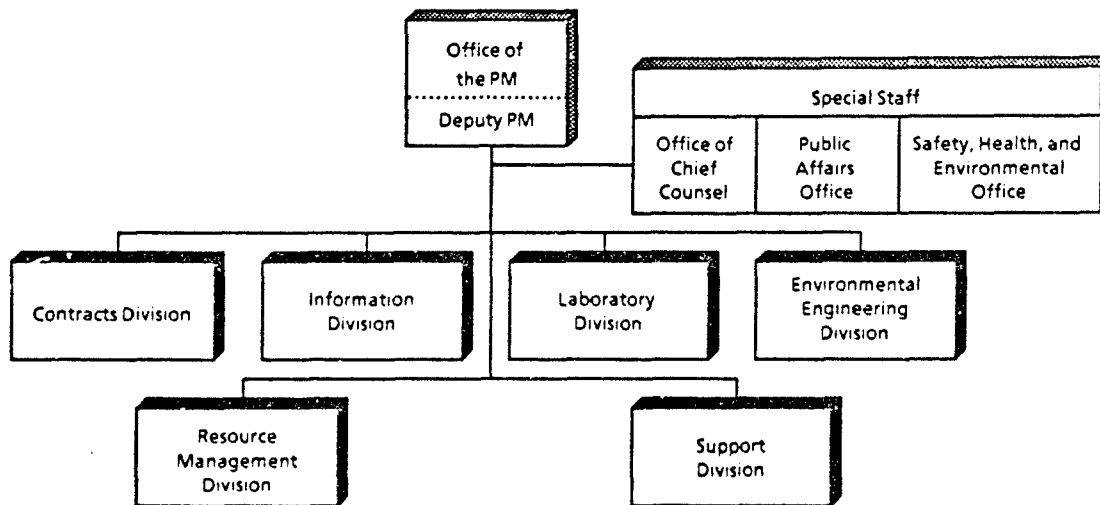 Office of
the PM
Deputy PM
Special Staff
Office of
Chief
Counsel
Public
Affairs
Office
Safety, Health, and
Environmental
Office
Contracts Division
Information
Division
Laboratory
Division
Environmental
Engineering
Division
Resource
Management
Division
Support
Division